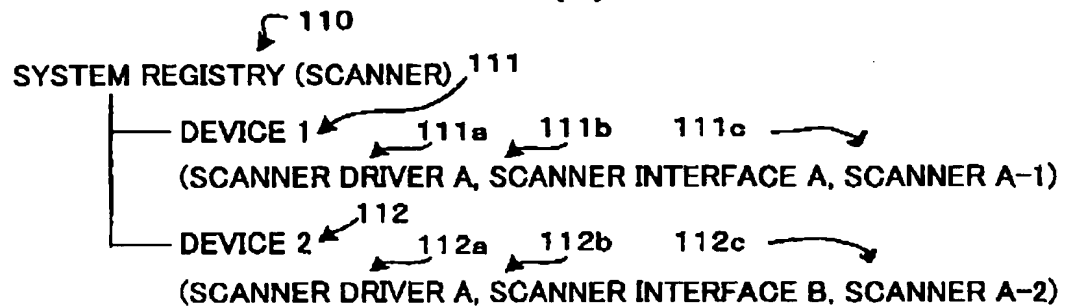 110
SYSTEM REGISTRY (SCANNER) 111
DEVICE 1 111a 111b 111c
(SCANNER DRIVER A, SCANNER INTERFACE A, SCANNER A-1)
112
DEVICE 2 112a 112b 112c
(SCANNER DRIVER A, SCANNER INTERFACE B, SCANNER A-2)